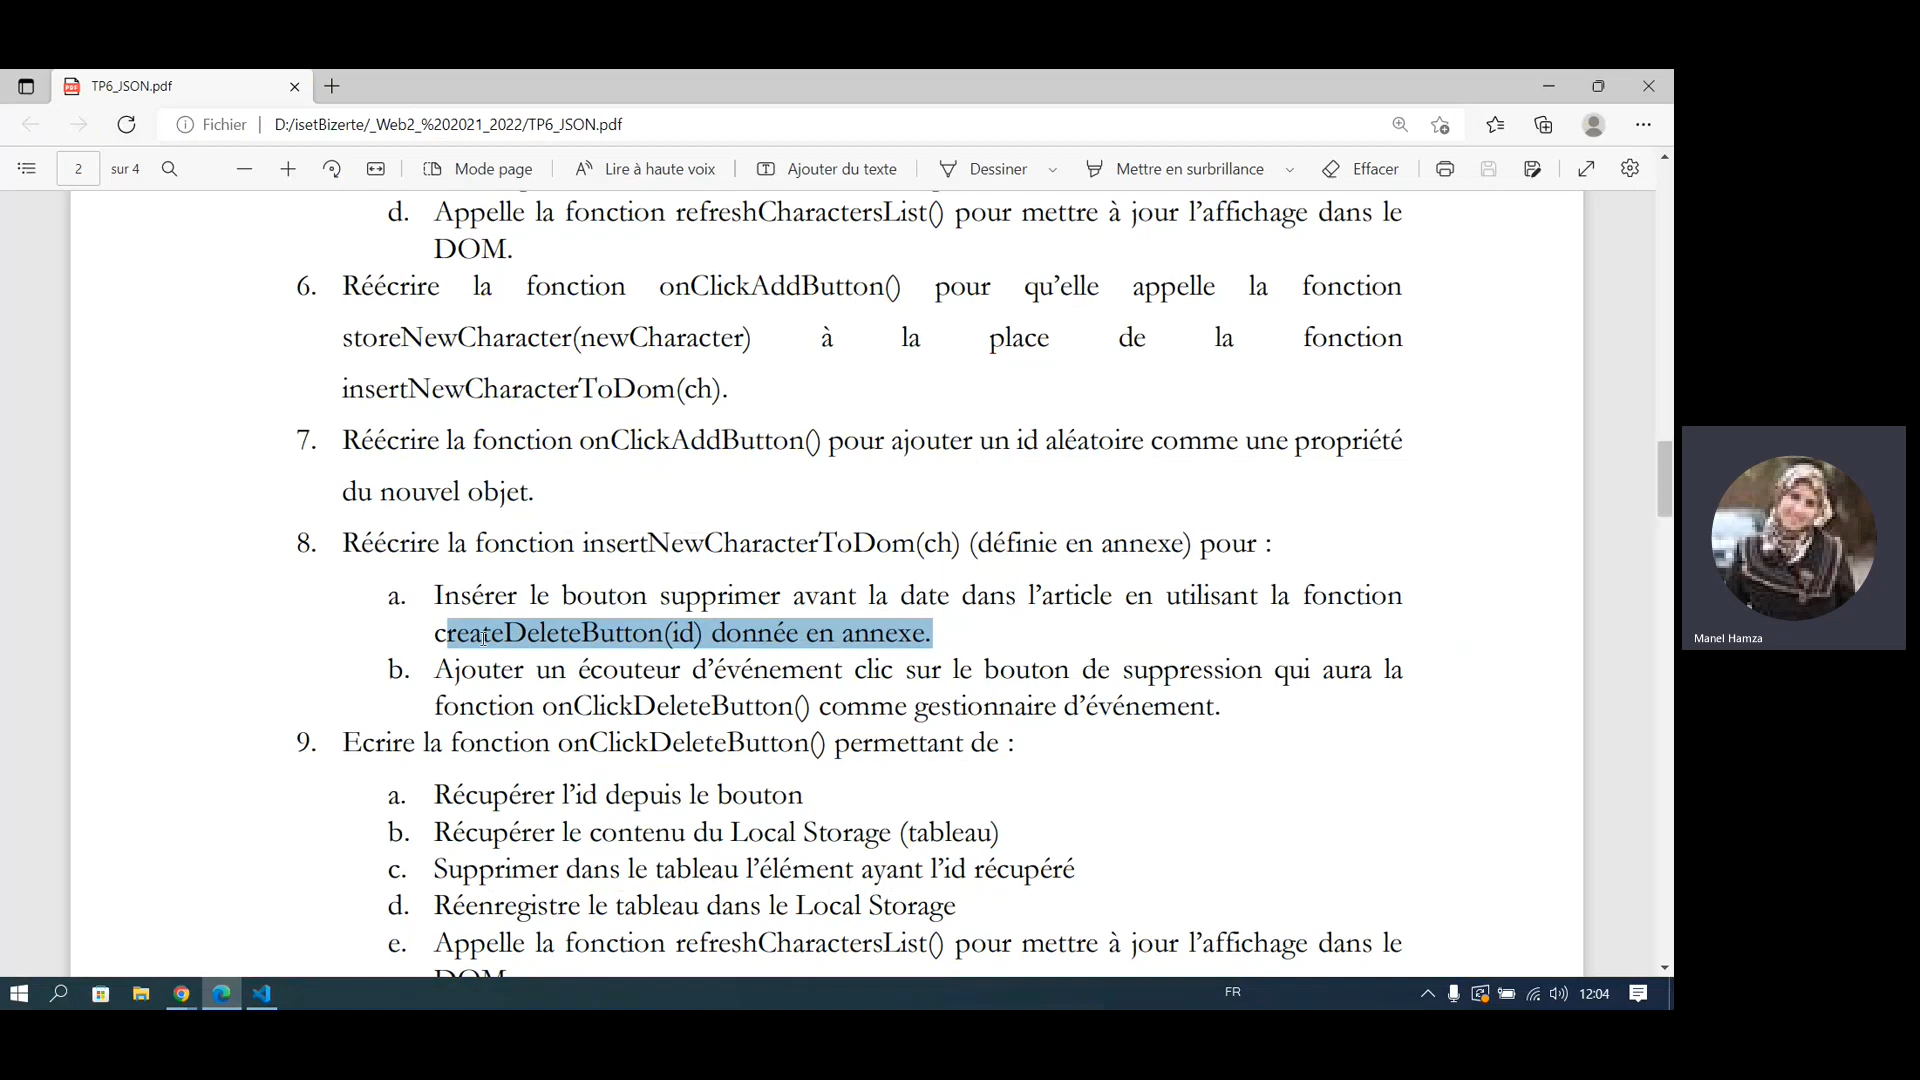 TP6_JSON.pdf
Fichier
D:/isetBizerte/_Web2_%202021_2022/TP6_JSON.pdf
2 sur 4
Mode page
Lire à haute voix
Ajouter du texte
Dessiner
Mettre en surbrillance
Effacer
d. Appelle la fonction refreshCharactersList() pour mettre à jour l'affichage dans le
DOM.
6. Réécrire la fonction onClickAddButton() pour qu'elle appelle la fonction
storeNewCharacter(newCharacter) à la place de la fonction
insertNewCharacterToDom(ch).
7. Réécrire la fonction onClickAddButton() pour ajouter un id aléatoire comme une propriété
du nouvel objet.
8. Réécrire la fonction insertNewCharacterToDom(ch) (définie en annexe) pour :
a. Insérer le bouton supprimer avant la date dans l'article en utilisant la fonction
createDeleteButton(id) donnée en annexe.
b. Ajouter un écouteur d'événement clic sur le bouton de suppression qui aura la
fonction onClickDeleteButton() comme gestionnaire d'événement.
9. Ecrire la fonction onClickDeleteButton() permettant de :
a. Récupérer l'id depuis le bouton
b. Récupérer le contenu du Local Storage (tableau)
c. Supprimer dans le tableau l'élément ayant l'id récupéré
d. Réenregistre le tableau dans le Local Storage
e. Appelle la fonction refreshCharactersList() pour mettre à jour l'affichage dans le
DOM
Manel Hamza
FR
12:04